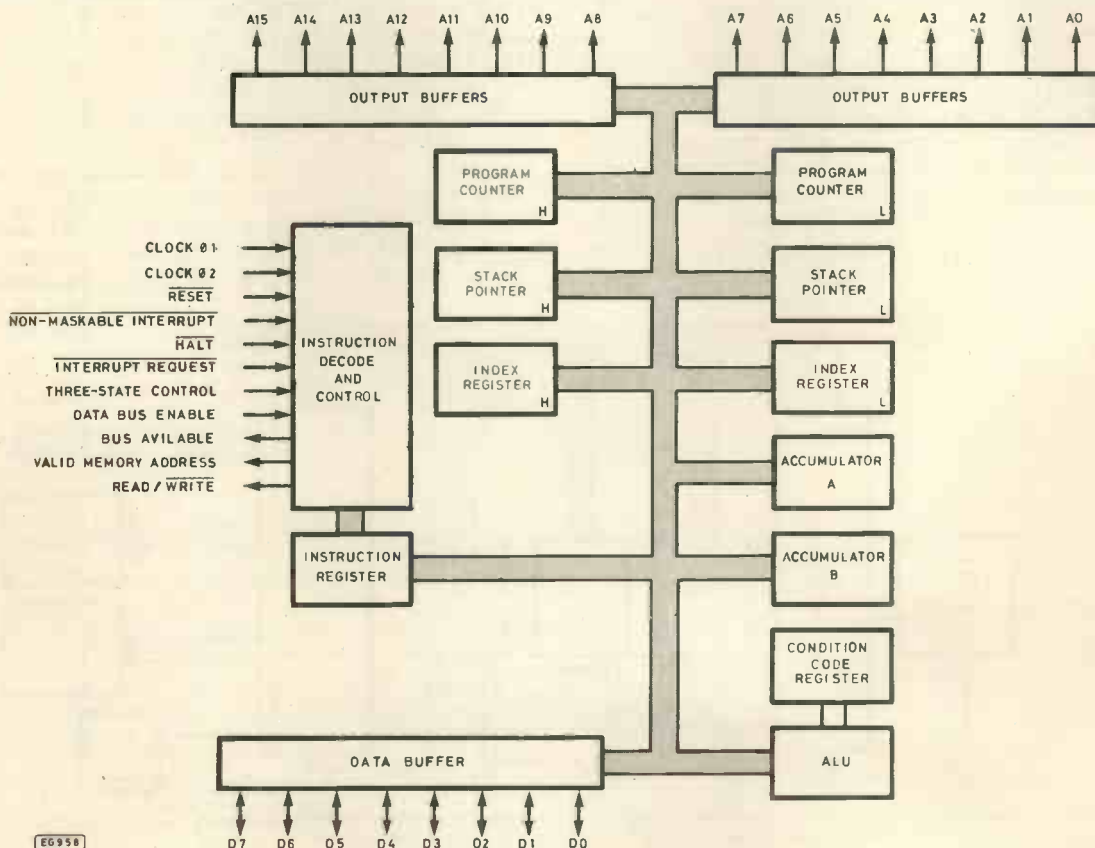 A15 A14 A13 A12 A11 A10 A9 A8 A7 A6 A5 A4 A3 A2 A1 A0
OUTPUT BUFFERS
OUTPUT BUFFERS
PROGRAM
COUNTER
H
PROGRAM
COUNTER
L
CLOCK Ø1
CLOCK Ø2
RESET
NON-MASKABLE INTERRUPT
HALT
INTERRUPT REQUEST
THREE-STATE CONTROL
DATA BUS ENABLE
BUS AVILABLE
VALID MEMORY ADDRESS
READ/WRITE
INSTRUCTION
DECODE
AND
CONTROL
STACK
POINTER
H
STACK
POINTER
L
INDEX
REGISTER
H
INDEX
REGISTER
L
ACCUMULATOR
A
INSTRUCTION
REGISTER
ACCUMULATOR
B
CONDITION
CODE
REGISTER
ALU
DATA BUFFER
D7 D6 D5 D4 D3 D2 D1 D0
EG958